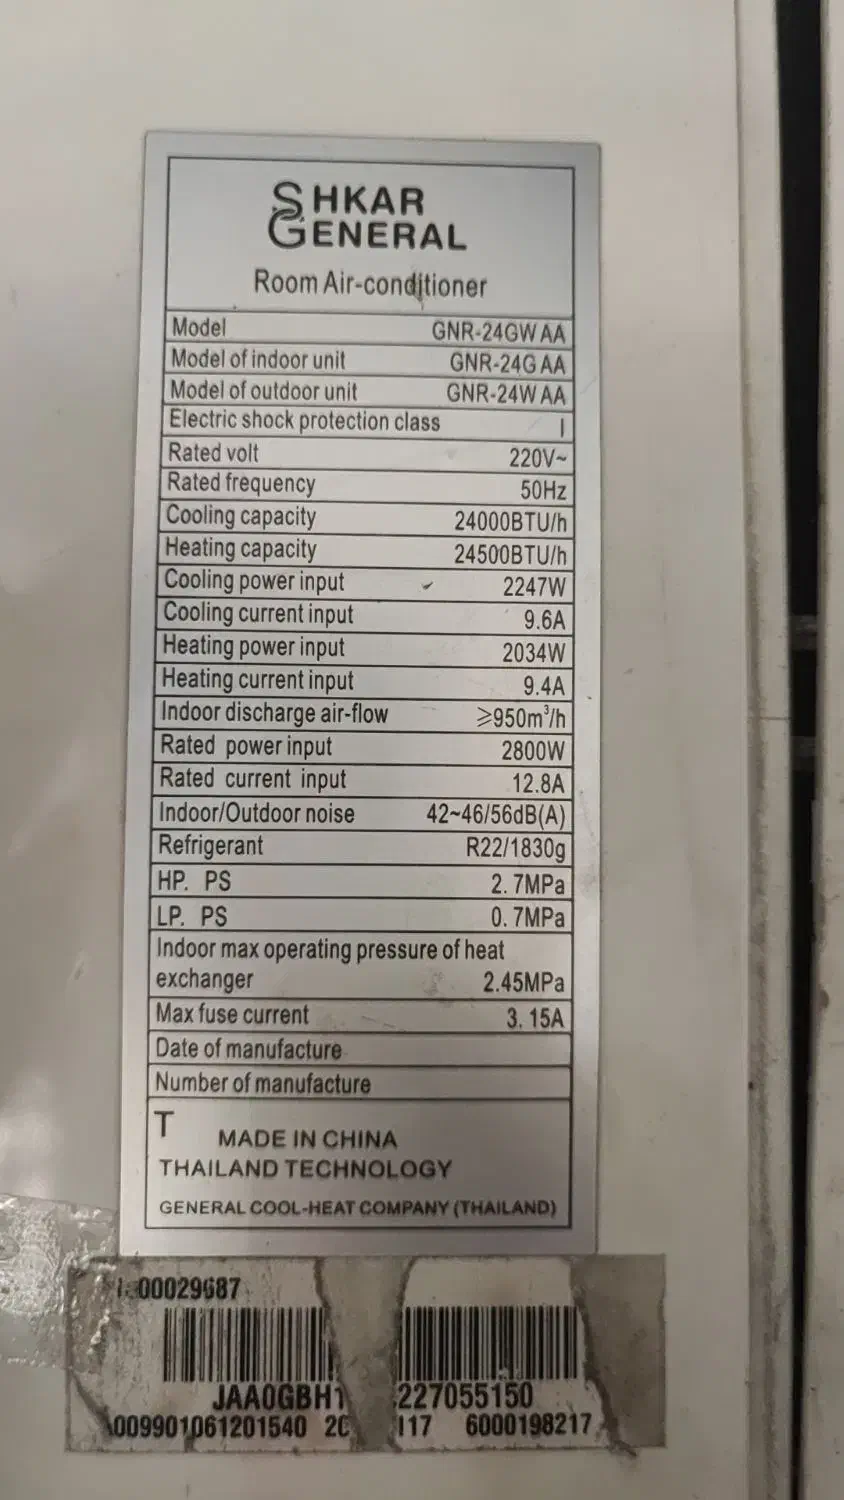 SHKAR
GENERAL
Room Air-conditioner
Model GNR-24GW AA
Model of indoor unit GNR-24G AA
Model of outdoor unit GNR-24W AA
Electric shock protection class I
Rated volt 220V~
Rated frequency 50Hz
Cooling capacity 24000BTU/h
Heating capacity 24500BTU/h
Cooling power input 2247W
Cooling current input 9.6A
Heating power input 2034W
Heating current input 9.4A
Indoor discharge air-flow ≥950m³/h
Rated power input 2800W
Rated current input 12.8A
Indoor/Outdoor noise 42~46/56dB(A)
Refrigerant R22/1830g
HP. PS 2.7MPa
LP. PS 0.7MPa
Indoor max operating pressure of heat
exchanger 2.45MPa
Max fuse current 3.15A
Date of manufacture
Number of manufacture
T MADE IN CHINA
THAILAND TECHNOLOGY
GENERAL COOL-HEAT COMPANY (THAILAND)
00029687
JAA0GBH1 227055150
009901061201540 117 6000198217